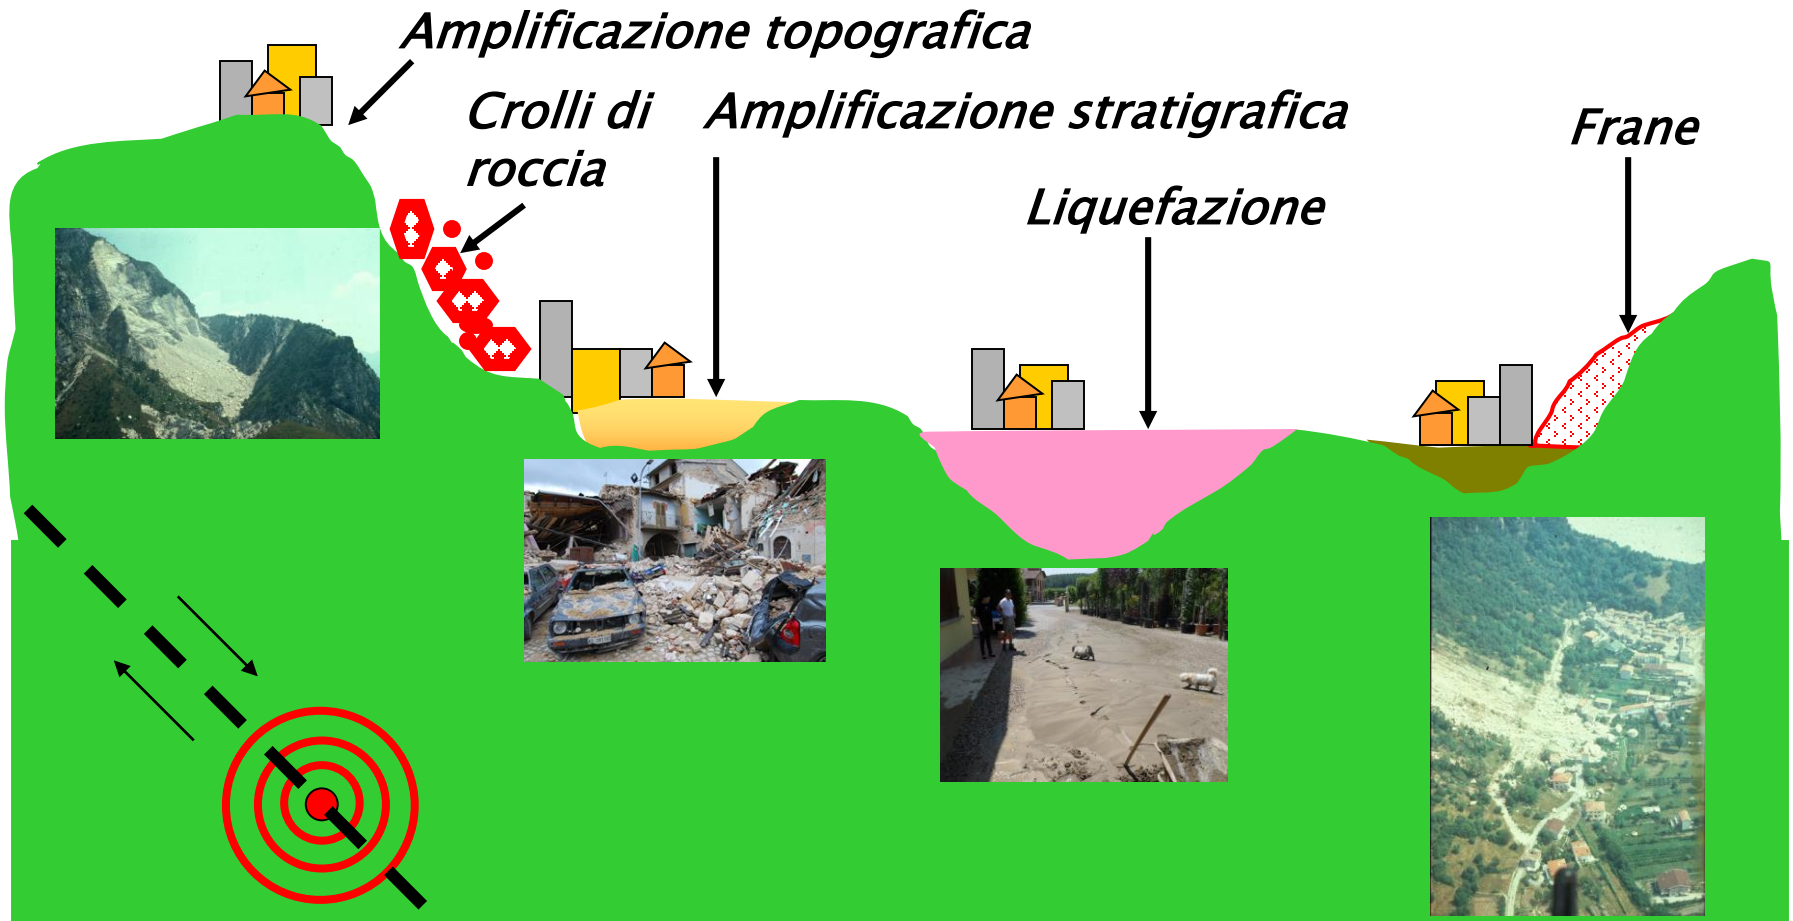 Amplificazione topografica
Crolli di
roccia
Amplificazione stratigrafica
Liquefazione
Frane